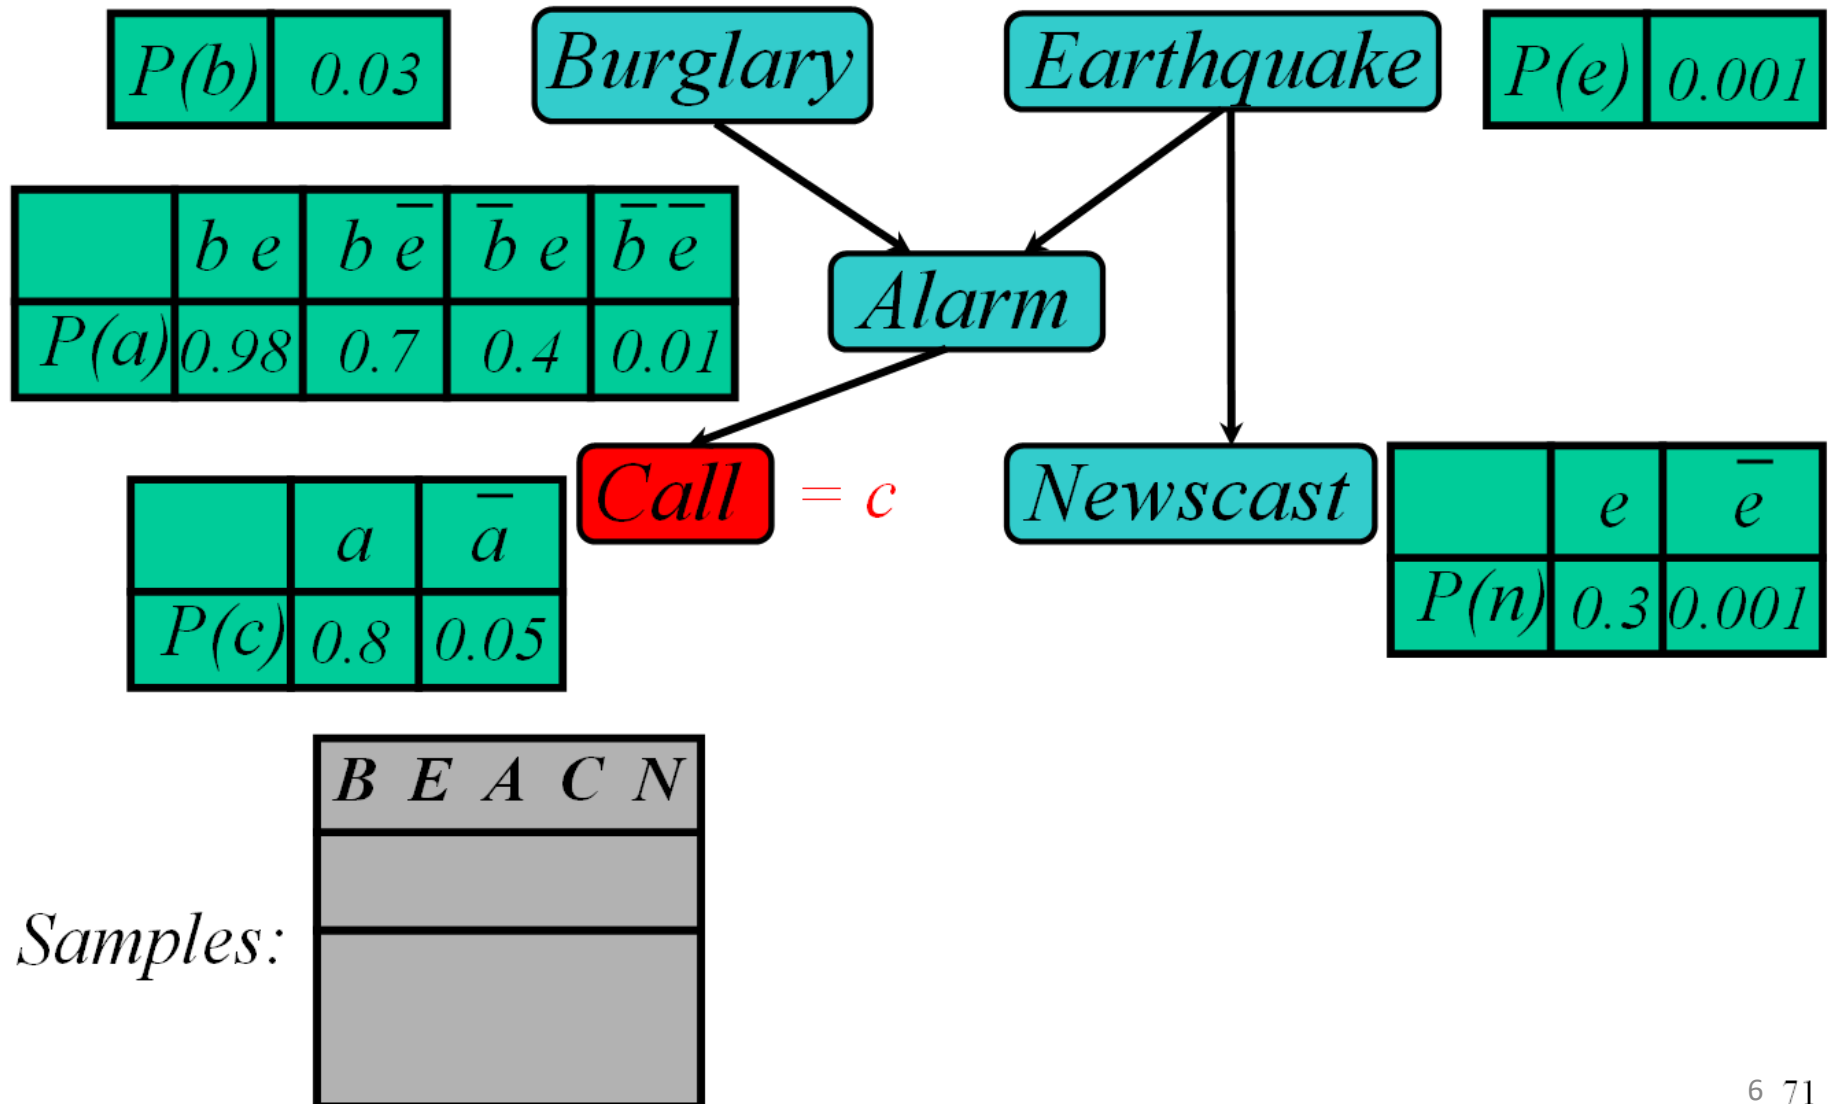 P(b) 0.03
Burglary
Earthquake
P(e) 0.001
b e b e̅ b̅ e b̅ e̅
P(a) 0.98 0.7 0.4 0.01
Alarm
Call = c
Newscast
a a̅
P(c) 0.8 0.05
e e̅
P(n) 0.3 0.001
B E A C N
Samples:
6 71